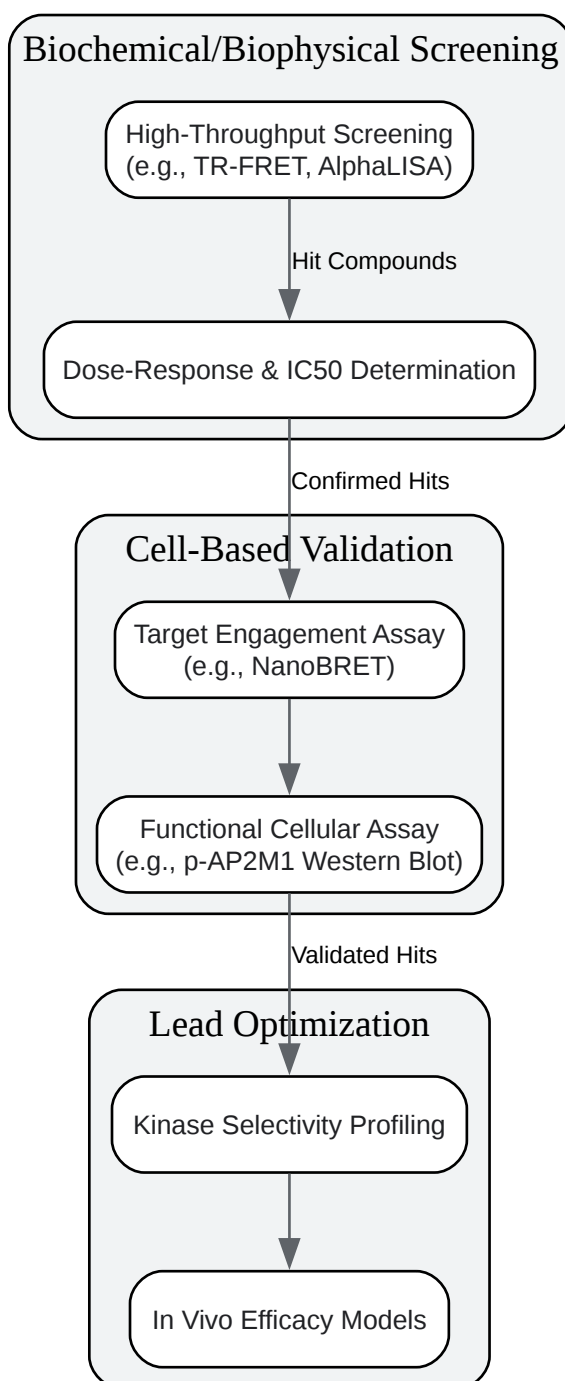 Biochemical/Biophysical Screening
High-Throughput Screening
(e.g., TR-FRET, AlphaLISA)
Hit Compounds
Dose-Response & IC50 Determination
Confirmed Hits
Cell-Based Validation
Target Engagement Assay
(e.g., NanoBRET)
Functional Cellular Assay
(e.g., p-AP2M1 Western Blot)
Validated Hits
Lead Optimization
Kinase Selectivity Profiling
In Vivo Efficacy Models